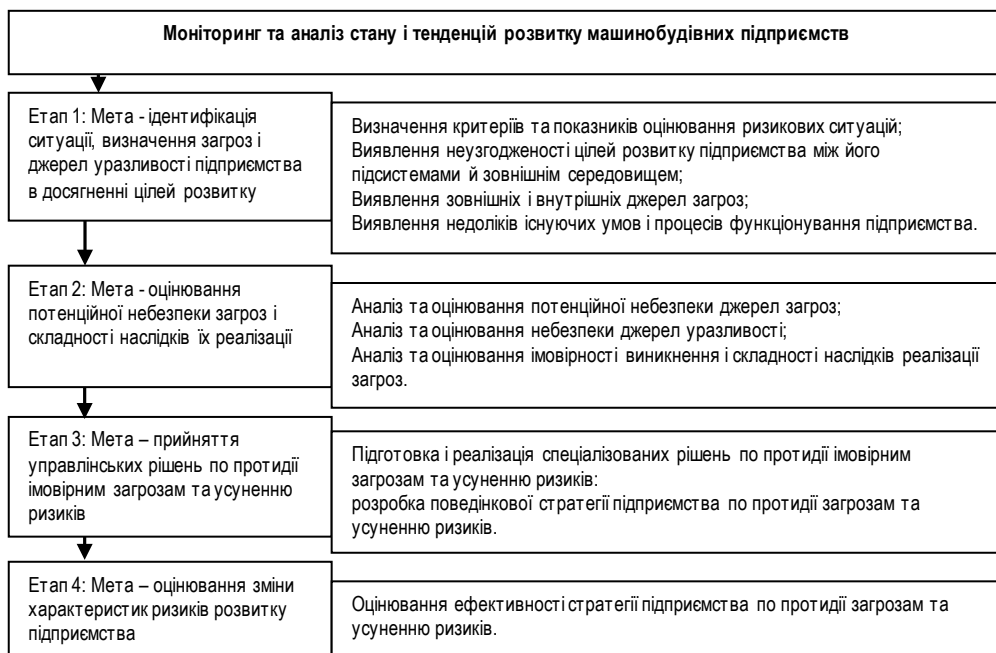 Моніторинг та аналіз стану і тенденцій розвитку машинобудівних підприємств
Етап 1: Мета - ідентифікація
ситуації, визначення загроз і
джерел уразливості підприємства
в досягненні цілей розвитку
Визначення критеріїв та показників оцінювання ризикових ситуацій;
Виявлення неузгодженості цілей розвитку підприємства між його
підсистемами й зовнішнім середовищем;
Виявлення зовнішніх і внутрішніх джерел загроз;
Виявлення недоліків існуючих умов і процесів функціонування підприємства.
Етап 2: Мета - оцінювання
потенційної небезпеки загроз і
складності наслідків їх реалізації
Аналіз та оцінювання потенційної небезпеки джерел загроз;
Аналіз та оцінювання небезпеки джерел уразливості;
Аналіз та оцінювання імовірності виникнення і складності наслідків реалізації
загроз.
Етап 3: Мета – прийняття
управлінських рішень по протидії
імовірним загрозам та усуненню
ризиків
Підготовка і реалізація спеціалізованих рішень по протидії імовірним
загрозам та усуненню ризиків:
розробка поведінкової стратегії підприємства по протидії загрозам та
усуненню ризиків.
Етап 4: Мета – оцінювання зміни
характеристик ризиків розвитку
підприємства
Оцінювання ефективності стратегії підприємства по протидії загрозам та
усуненню ризиків.